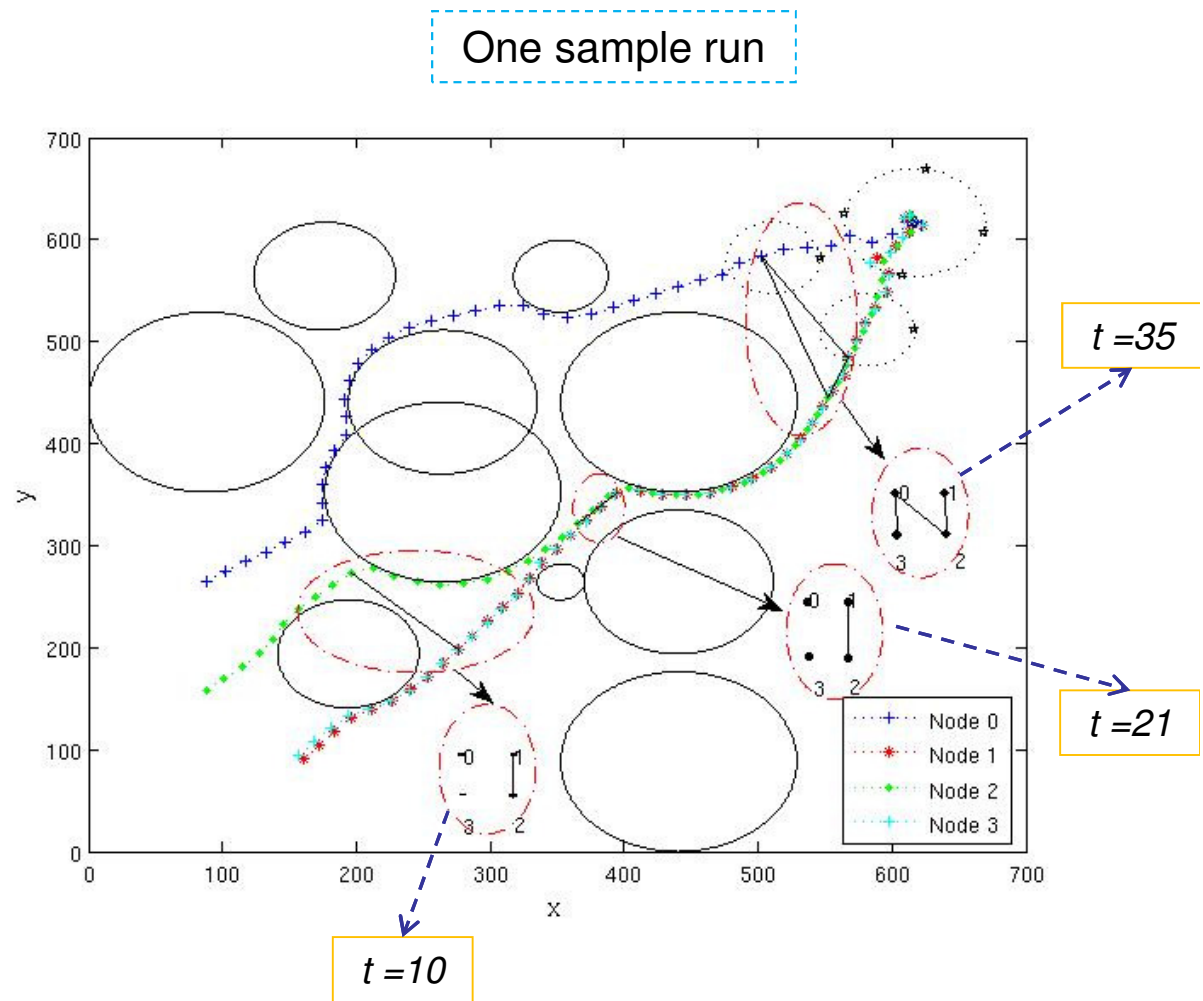 One sample run
700
600
500
400
300
200
100
0
y
0 100 200 300 400 500 600 700
x
t =35
t =21
t =10
0 1
3 2
0 1
3 2
0 1
3 2
Node 0
Node 1
Node 2
Node 3